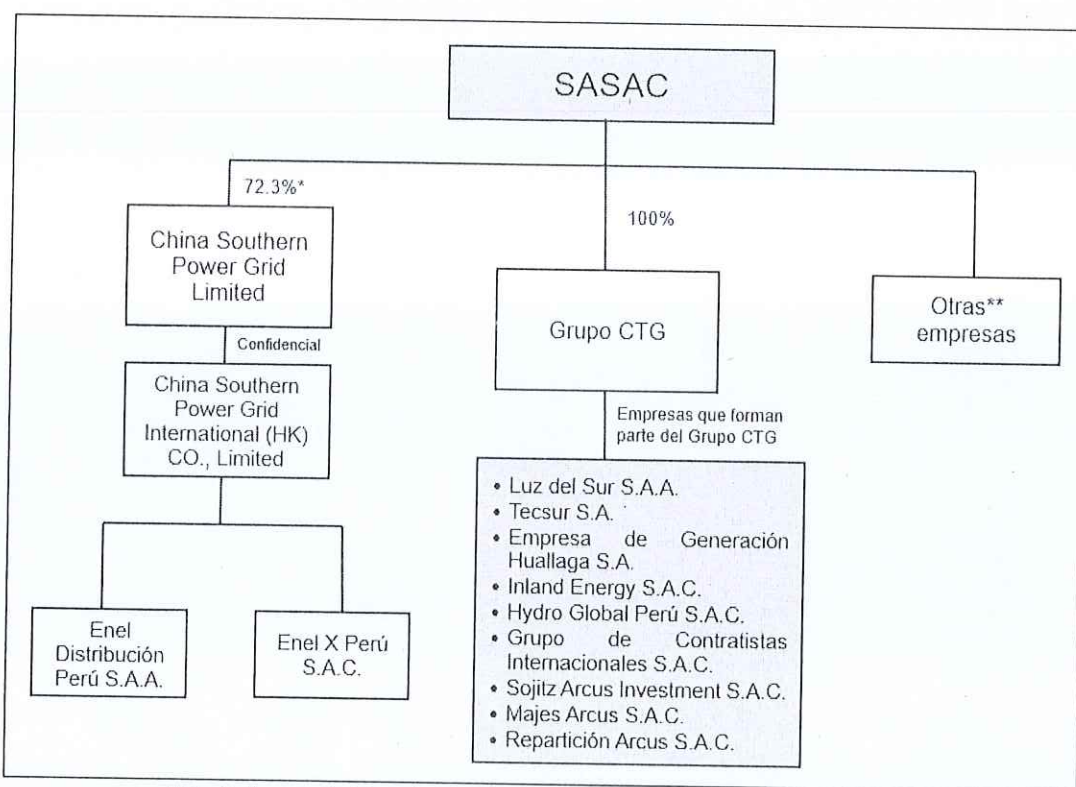 SASAC
72.3%*
China Southern
Power Grid
Limited
Confidencial
China Southern
Power Grid
International (HK)
CO., Limited
Enel
Distribución
Perú S.A.A.
Enel X Perú
S.A.C.
100%
Grupo CTG
Empresas que forman
parte del Grupo CTG
• Luz del Sur S.A.A.
• Tecsur S.A.
• Empresa de Generación
Huallaga S.A.
• Inland Energy S.A.C.
• Hydro Global Perú S.A.C.
• Grupo de Contratistas
Internacionales S.A.C.
• Sojitz Arcus Investment S.A.C.
• Majes Arcus S.A.C.
• Repartición Arcus S.A.C.
Otras**
empresas